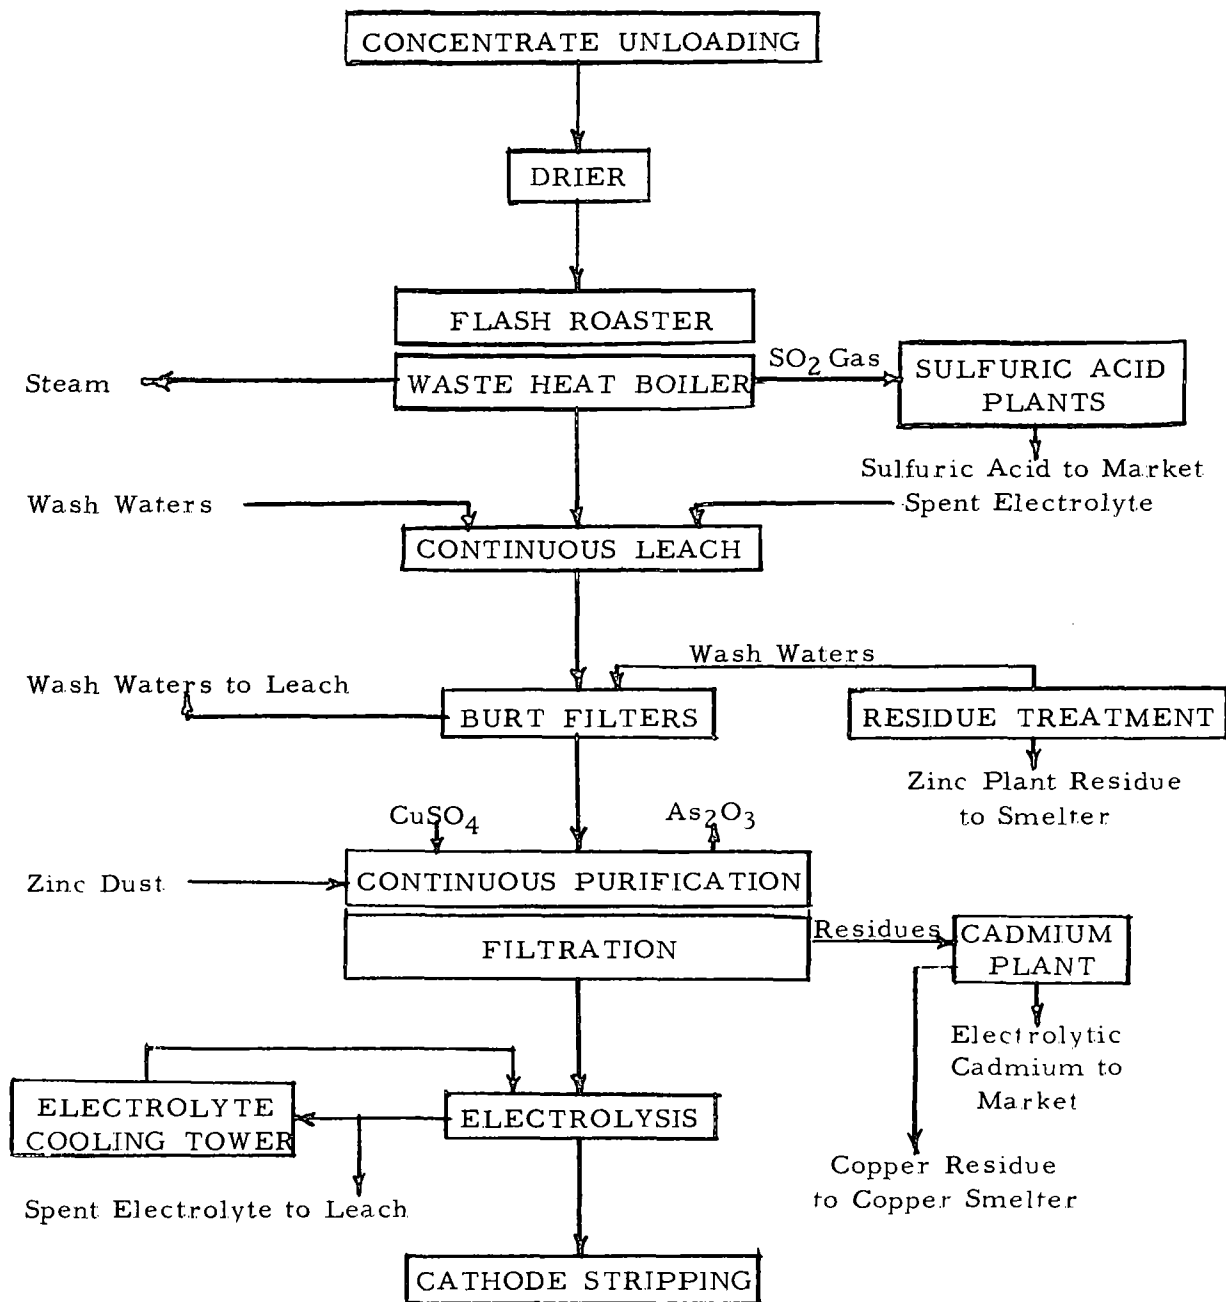 CONCENTRATE UNLOADING
DRIER
FLASH ROASTER
WASTE HEAT BOILER
Steam
SO2 Gas
SULFURIC ACID
PLANTS
Sulfuric Acid to Market
Wash Waters
Spent Electrolyte
CONTINUOUS LEACH
Wash Waters
Wash Waters to Leach
BURT FILTERS
RESIDUE TREATMENT
Zinc Plant Residue
to Smelter
CuSO4
As2O3
Zinc Dust
CONTINUOUS PURIFICATION
FILTRATION
Residues
CADMIUM
PLANT
Electrolytic
Cadmium to
Market
ELECTROLYTE
COOLING TOWER
ELECTROLYSIS
Copper Residue
to Copper Smelter
Spent Electrolyte to Leach
CATHODE STRIPPING